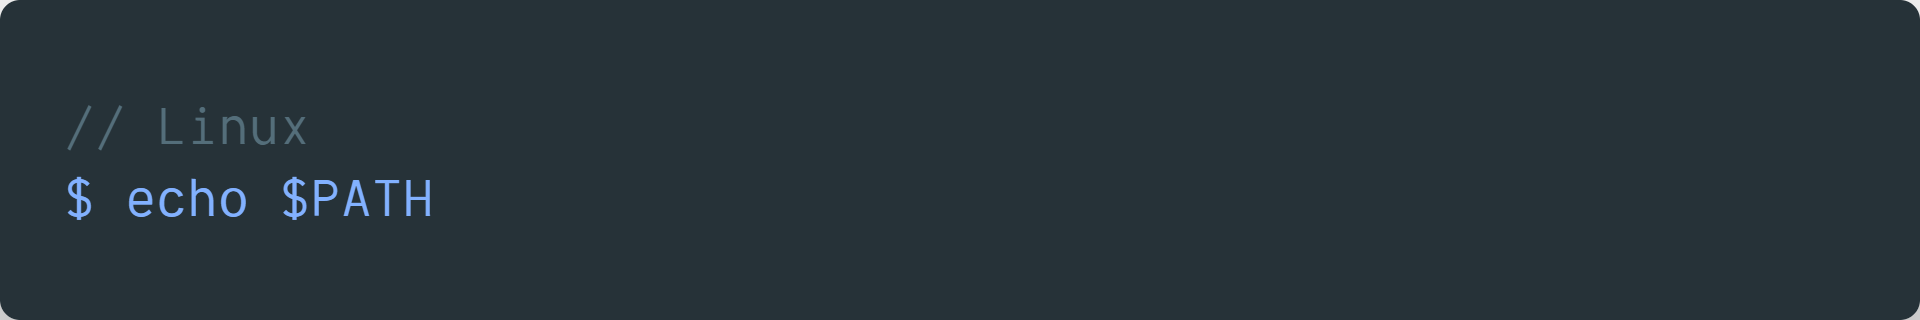 // Linux
$ echo $PATH